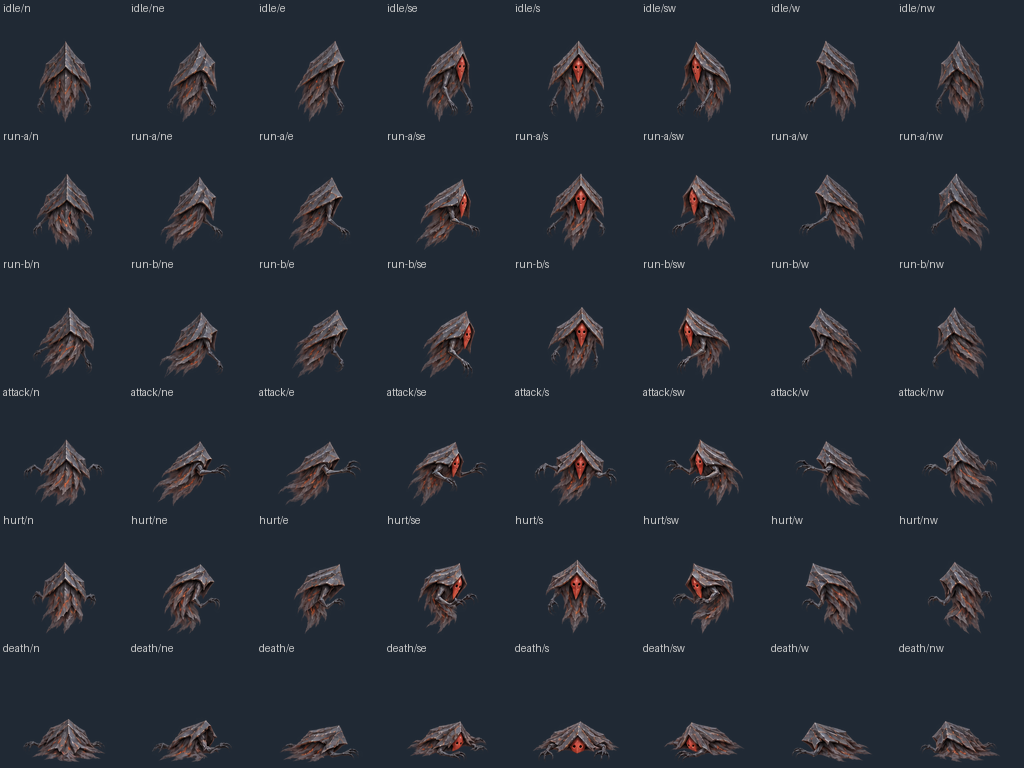 idle/n idle/ne idle/e idle/se idle/s idle/sw idle/w idle/nw
run-a/n run-a/ne run-a/e run-a/se run-a/s run-a/sw run-a/w run-a/nw
run-b/n run-b/ne run-b/e run-b/se run-b/s run-b/sw run-b/w run-b/nw
attack/n attack/ne attack/e attack/se attack/s attack/sw attack/w attack/nw
hurt/n hurt/ne hurt/e hurt/se hurt/s hurt/sw hurt/w hurt/nw
death/n death/ne death/e death/se death/s death/sw death/w death/nw